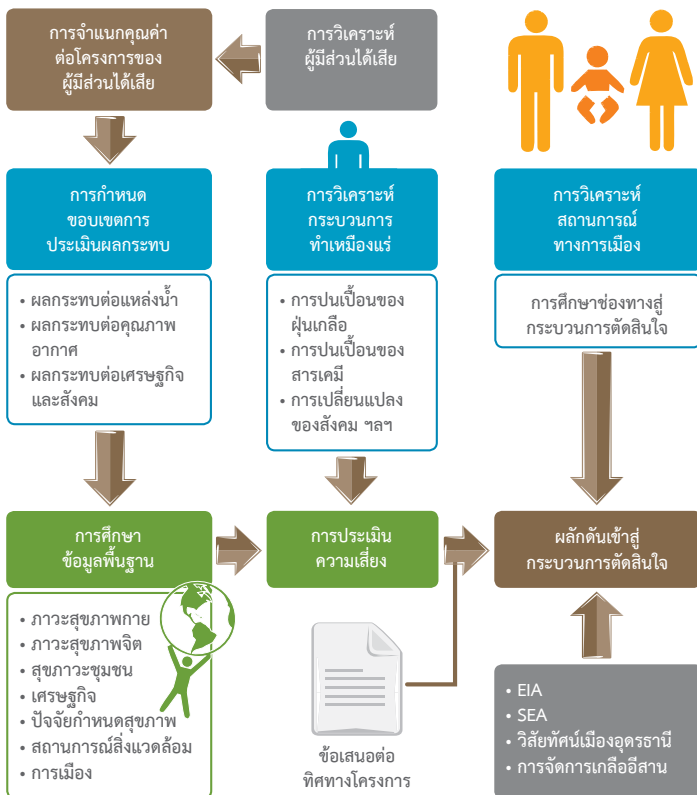 การจำแนกคุณค่า
ต่อโครงการของ
ผู้มีส่วนได้เสีย
การวิเคราะห์
ผู้มีส่วนได้เสีย
การกำหนด
ขอบเขตการ
ประเมินผลกระทบ
• ผลกระทบต่อแหล่งน้ำ
• ผลกระทบต่อคุณภาพ
อากาศ
• ผลกระทบต่อเศรษฐกิจ
และสังคม
การวิเคราะห์
กระบวนการ
ทำเหมืองแร่
• การปนเปื้อนของ
ฝุ่นเกลือ
• การปนเปื้อนของ
สารเคมี
• การเปลี่ยนแปลง
ของสังคม ฯลฯ
การวิเคราะห์
สถานการณ์
ทางการเมือง
การศึกษาช่องทางสู่
กระบวนการตัดสินใจ
การศึกษา
ข้อมูลพื้นฐาน
• ภาวะสุขภาพกาย
• ภาวะสุขภาพจิต
• สุขภาวะชุมชน
• เศรษฐกิจ
• ปัจจัยกำหนดสุขภาพ
• สถานการณ์สิ่งแวดล้อม
• การเมือง
การประเมิน
ความเสี่ยง
ข้อเสนอต่อ
ทิศทางโครงการ
ผลักดันเข้าสู่
กระบวนการตัดสินใจ
• EIA
• SEA
• วิสัยทัศน์เมืองอุดรธานี
• การจัดการเกลืออีสาน